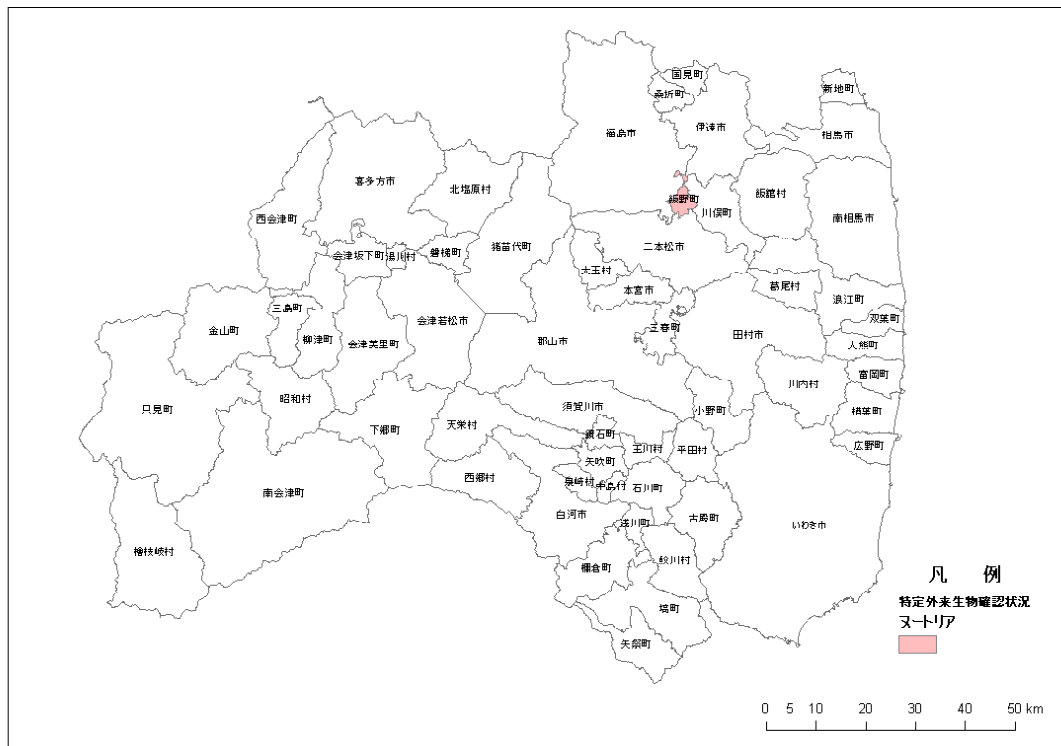 国見町
桑折町
新地町
福島市
伊達市
相馬市
喜多方市
北塩原村
飯野町
川俣町
飯舘村
南相馬市
西会津町
猪苗代町
二本松市
会津坂下町
湯川村
磐梯町
大玉村
本宮市
葛尾村
浪江町
双葉町
三島町
金山町
柳津町
会津美里町
会津若松市
郡山市
三春町
田村市
大熊町
富岡町
川内村
楢葉町
只見町
昭和村
下郷町
天栄村
須賀川市
小野町
鏡石町
玉川村
平田村
広野町
矢吹町
西郷村
泉崎村
中島村
石川町
南会津町
白河市
浅川町
古殿町
いわき市
檜枝岐村
棚倉町
鮫川村
塙町
矢祭町
凡 例
特定外来生物確認状況
ヌートリア
0 5 10 20 30 40 50 km